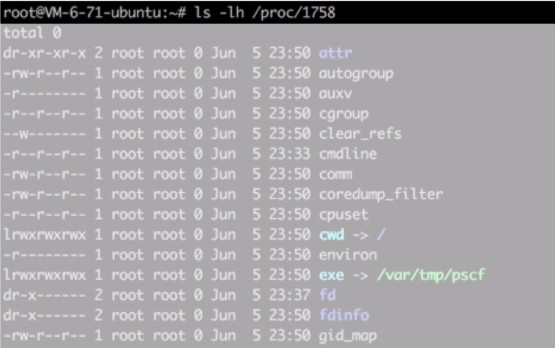 root@VM-6-71-ubuntu:~# ls -lh /proc/1758
total 0
dr-xr-xr-x 2 root root 0 Jun  5 23:50 attr
-rw-r--r-- 1 root root 0 Jun  5 23:50 autogroup
-r-------- 1 root root 0 Jun  5 23:50 auxv
-r--r--r-- 1 root root 0 Jun  5 23:50 cgroup
--w------- 1 root root 0 Jun  5 23:50 clear_refs
-r--r--r-- 1 root root 0 Jun  5 23:33 cmdline
-rw-r--r-- 1 root root 0 Jun  5 23:50 comm
-rw-r--r-- 1 root root 0 Jun  5 23:50 coredump_filter
-r--r--r-- 1 root root 0 Jun  5 23:50 cpuset
lrwxrwxrwx 1 root root 0 Jun  5 23:50 cwd -> /
-r-------- 1 root root 0 Jun  5 23:50 environ
lrwxrwxrwx 1 root root 0 Jun  5 23:50 exe -> /var/tmp/pscf
dr-x------ 2 root root 0 Jun  5 23:37 fd
dr-x------ 2 root root 0 Jun  5 23:50 fdinfo
-rw-r--r-- 1 root root 0 Jun  5 23:50 gid_map